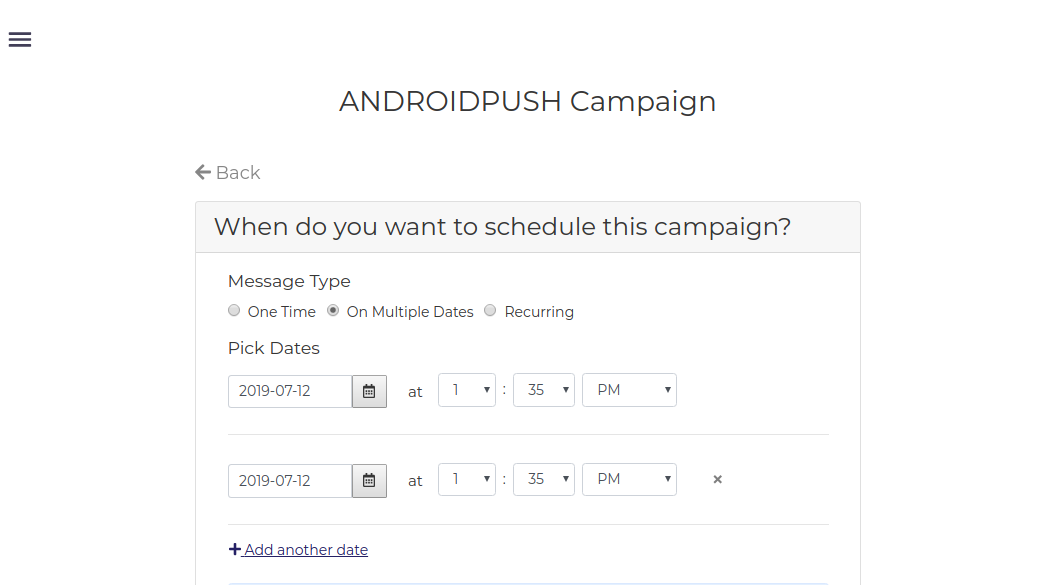 ANDROIDPUSH Campaign
Back
When do you want to schedule this campaign?
Message Type
One Time On Multiple Dates Recurring
Pick Dates
2019-07-12 at 1 : 35 PM
2019-07-12 at 1 : 35 PM ×
+ Add another date